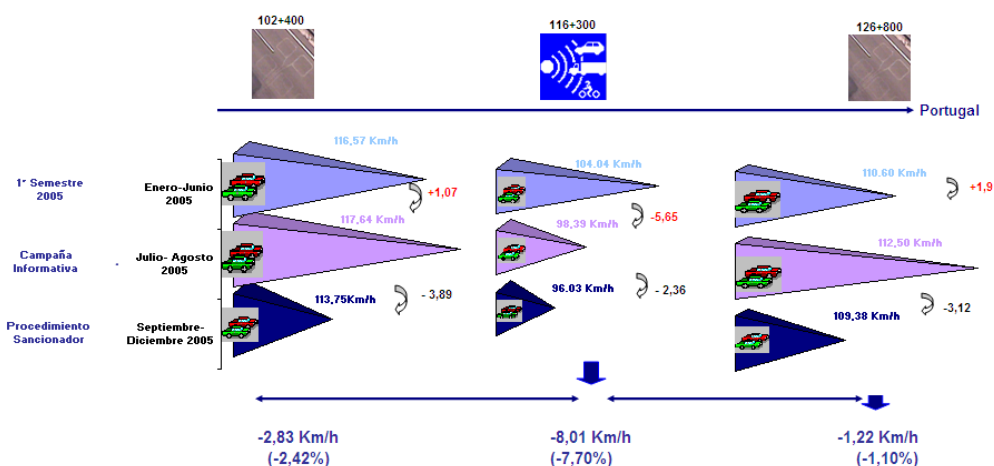 102+400
116+300
126+800
Portugal
1er Semestre
2005
Enero-Junio
2005
116,57 Km/h
+1,07
104.04 Km/h
-5,65
110.60 Km/h
+1,9
Campaña
Informativa
Julio- Agosto
2005
117,64 Km/h
- 3,89
98,39 Km/h
- 2,36
112,50 Km/h
-3,12
Procedimiento
Sancionador
Septiembre-
Diciembre 2005
113,75Km/h
96.03 Km/h
109,38 Km/h
-2,83 Km/h
(-2,42%)
-8,01 Km/h
(-7,70%)
-1,22 Km/h
(-1,10%)